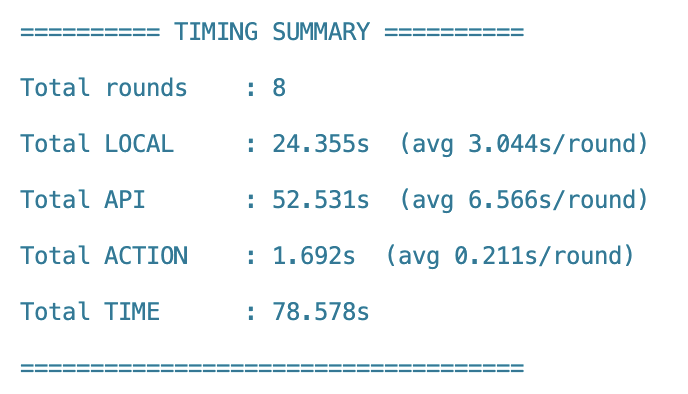 ========== TIMING SUMMARY ==========
Total rounds    : 8
Total LOCAL     : 24.355s  (avg 3.044s/round)
Total API       : 52.531s  (avg 6.566s/round)
Total ACTION    : 1.692s  (avg 0.211s/round)
Total TIME      : 78.578s
====================================